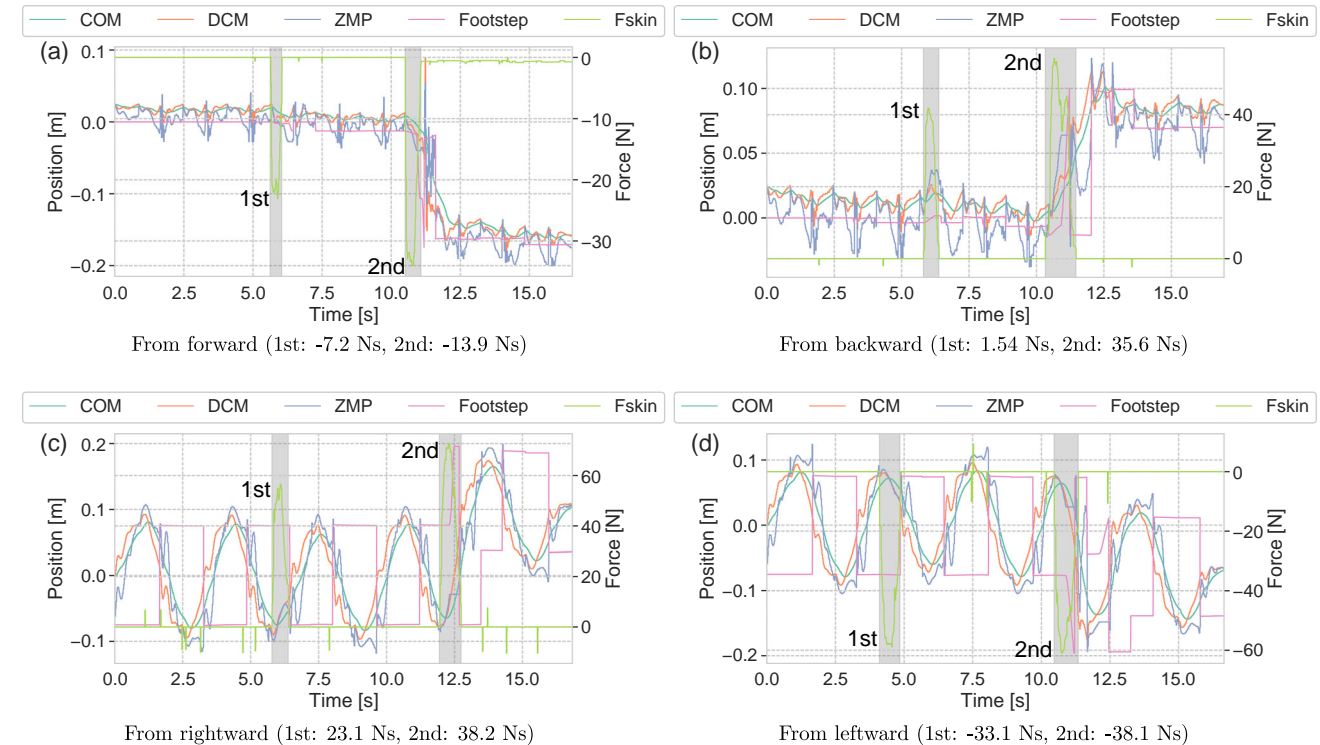 COM DCM ZMP Footstep Fskin
COM DCM ZMP Footstep Fskin
(a)
0.1
0.0
−0.1
−0.2
Position [m]
1st
2nd
0
−10
−20
−30
Force [N]
0.0 2.5 5.0 7.5 10.0 12.5 15.0
Time [s]
From forward (1st: -7.2 Ns, 2nd: -13.9 Ns)
(b)
0.10
0.05
0.00
Position [m]
1st
2nd
40
20
0
Force [N]
0.0 2.5 5.0 7.5 10.0 12.5 15.0
Time [s]
From backward (1st: 1.54 Ns, 2nd: 35.6 Ns)
COM DCM ZMP Footstep Fskin
COM DCM ZMP Footstep Fskin
(c)
0.2
0.1
0.0
−0.1
Position [m]
1st
2nd
60
40
20
0
Force [N]
0.0 2.5 5.0 7.5 10.0 12.5 15.0
Time [s]
From rightward (1st: 23.1 Ns, 2nd: 38.2 Ns)
(d)
0.1
0.0
−0.1
−0.2
Position [m]
1st
2nd
0
−20
−40
−60
Force [N]
0.0 2.5 5.0 7.5 10.0 12.5 15.0
Time [s]
From leftward (1st: -33.1 Ns, 2nd: -38.1 Ns)